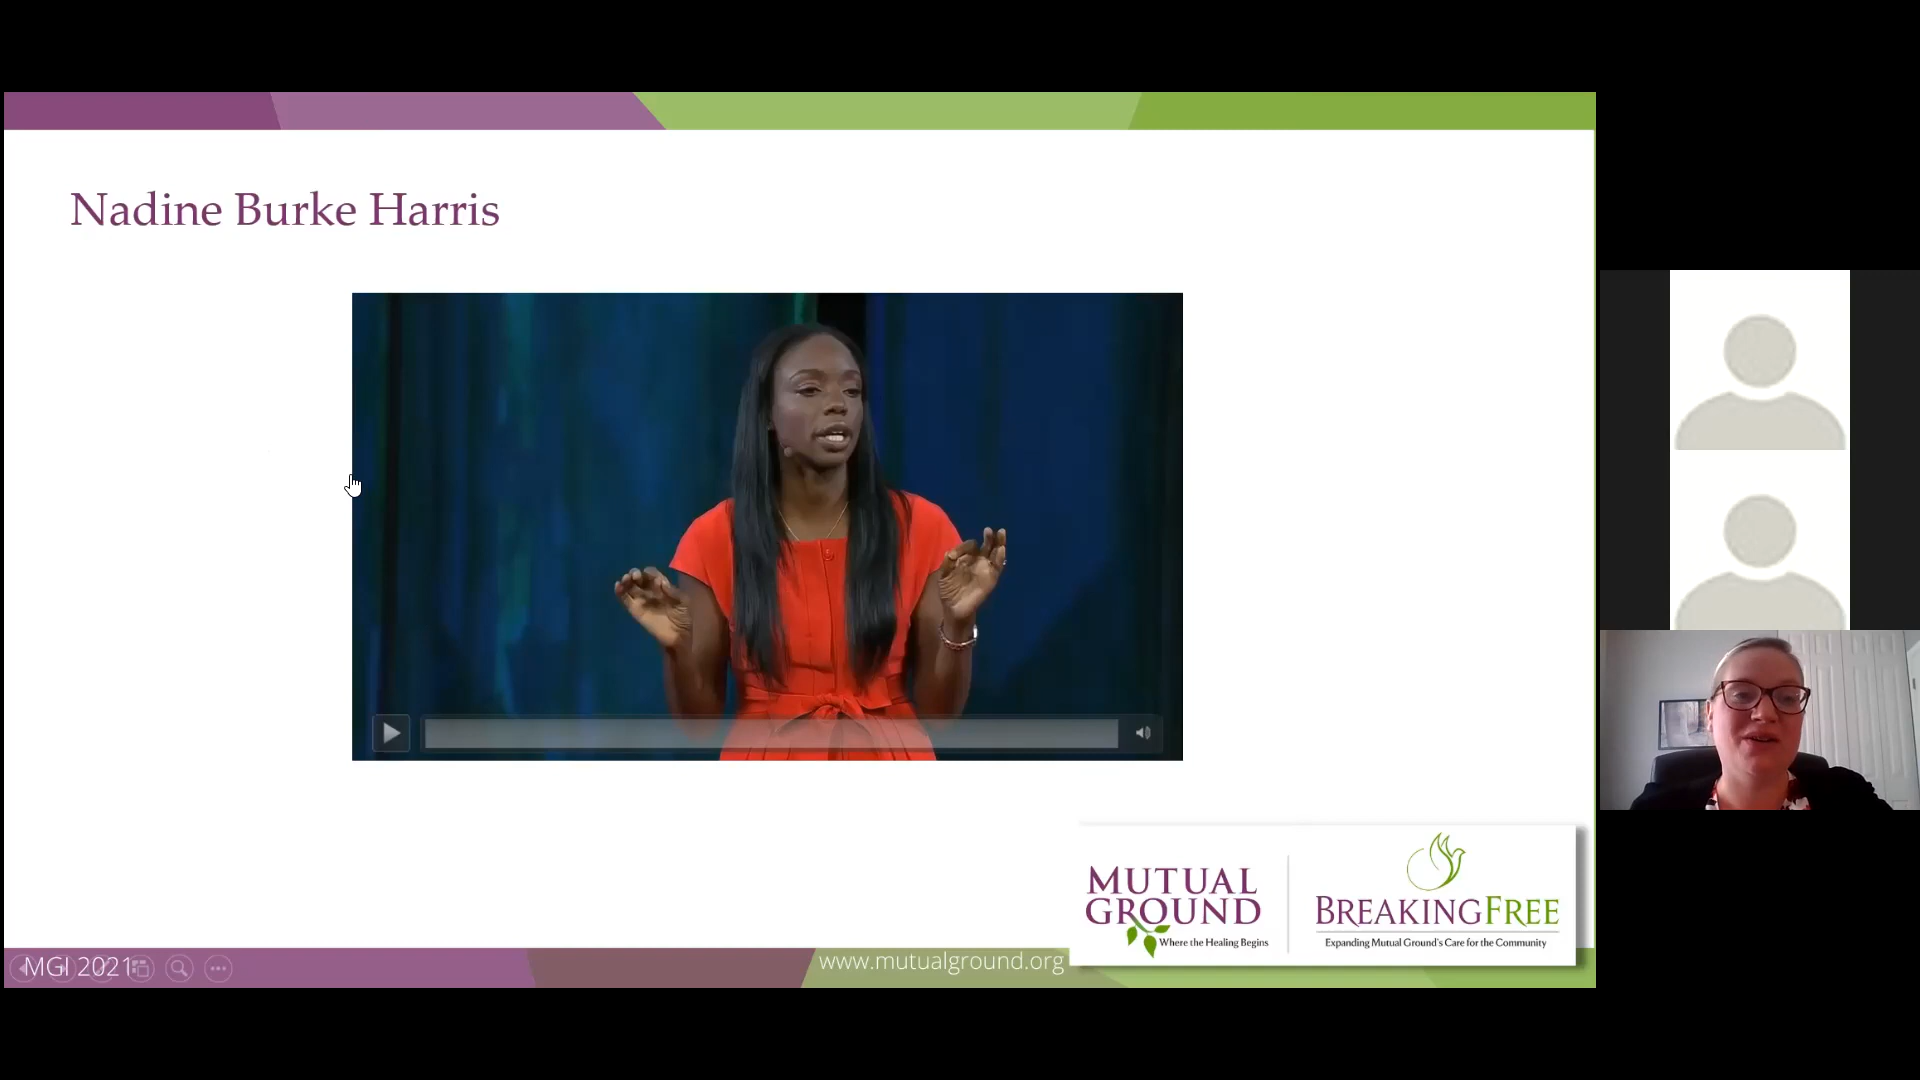 Nadine Burke Harris
MUTUAL
GROUND
Where the Healing Begins
BREAKINGFREE
Expanding Mutual Ground's Care for the Community
MGI 2021
www.mutualground.org